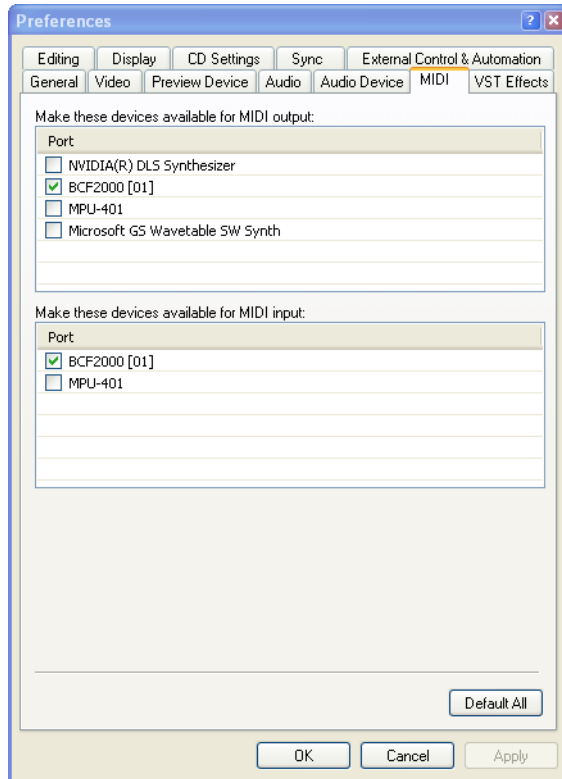 Preferences
Editing Display CD Settings Sync External Control & Automation
General Video Preview Device Audio Audio Device MIDI VST Effects
Make these devices available for MIDI output:
Port
NVIDIA(R) DLS Synthesizer
BCF2000 [01]
MPU-401
Microsoft GS Wavetable SW Synth
Make these devices available for MIDI input:
Port
BCF2000 [01]
MPU-401
Default All
OK Cancel Apply